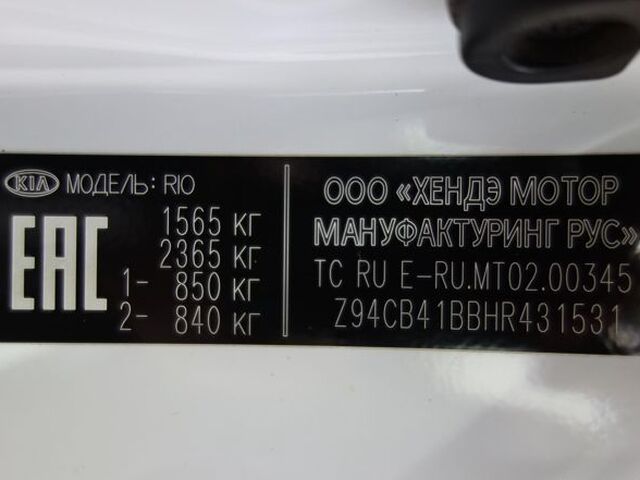 KIA МОДЕЛЬ: RIO
EAC
1565 КГ
2365 КГ
1- 850 КГ
2- 840 КГ
ООО «ХЕНДЭ МОТОР
МАНУФАКТУРИНГ РУС»
TC RU E-RU.MT02.00345
Z94CB41BBHR431531